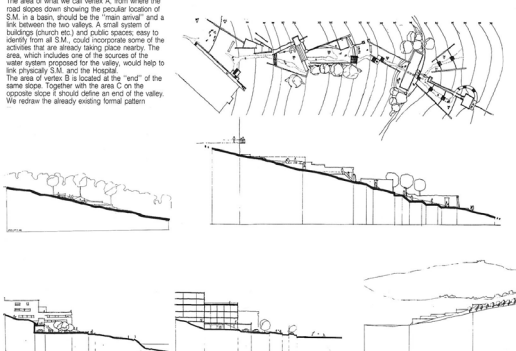 The area of what we call vertex A, from where the
road slopes down showing the peculiar location of
S.M. in a basin, should be the "main arrival" and a
link between the two valleys. A small system of
buildings (church etc.) and public spaces; easy to
identify from all S.M., could incorporate some of the
activities that are already taking place nearby. The
area, which includes one of the sources of the
water system proposed for the valley, would help to
link physically S.M. and the Hospital.
The area of vertex B is located at the "end" of the
same slope. Together with the area C on the
opposite slope it should define an end of the valley.
We redraw the already existing formal pattern